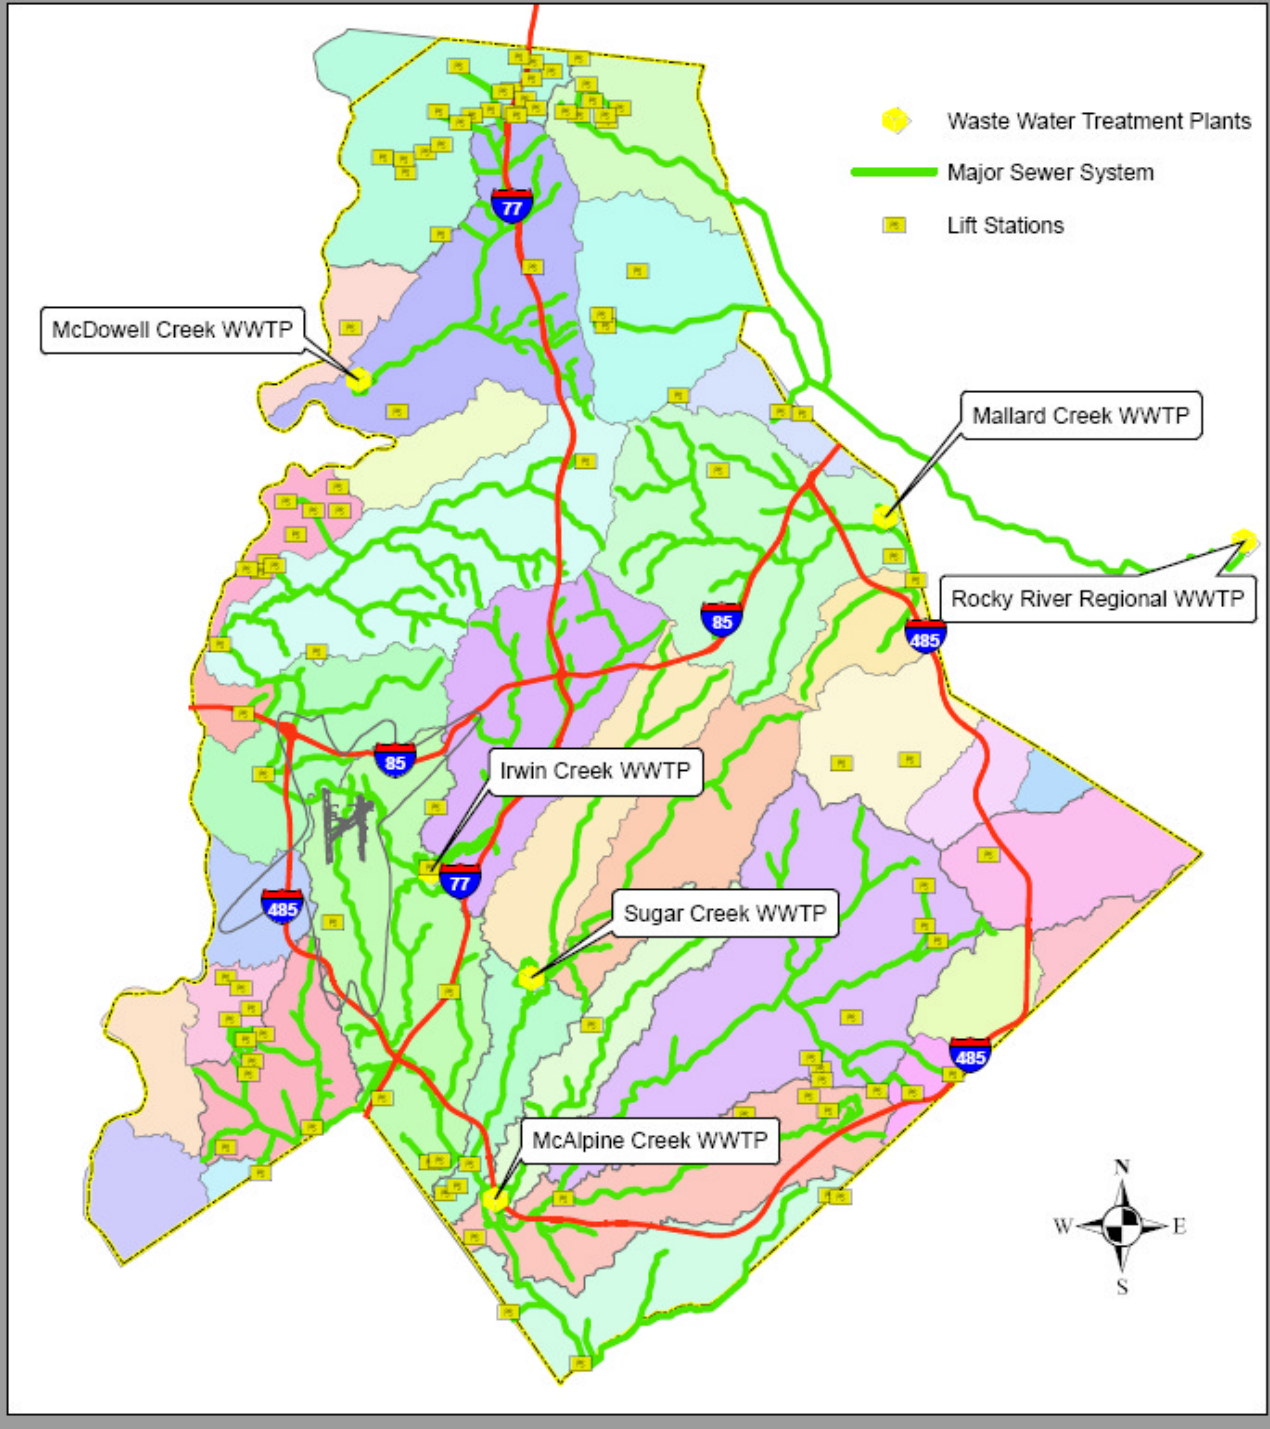 Waste Water Treatment Plants
Major Sewer System
Lift Stations
77
McDowell Creek WWTP
Mallard Creek WWTP
Rocky River Regional WWTP
85
485
85
Irwin Creek WWTP
77
485
Sugar Creek WWTP
485
McAlpine Creek WWTP
N
W E
S